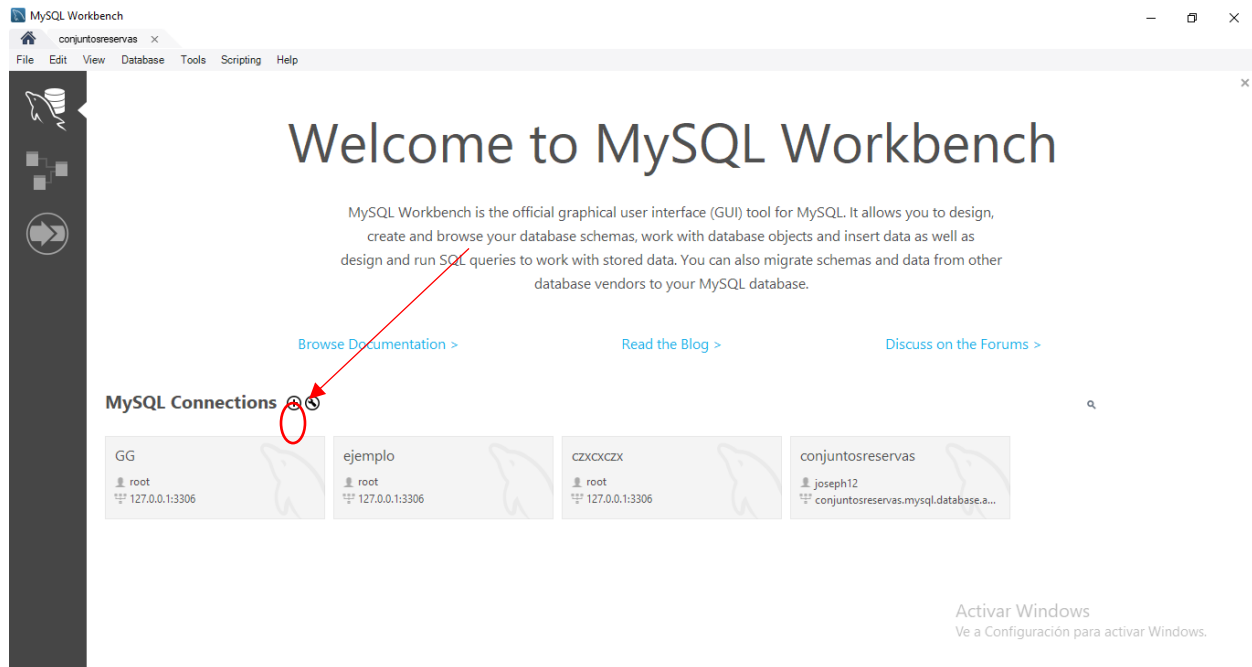 MySQL Workbench
conjuntosreservas
File Edit View Database Tools Scripting Help
Welcome to MySQL Workbench
MySQL Workbench is the official graphical user interface (GUI) tool for MySQL. It allows you to design,
create and browse your database schemas, work with database objects and insert data as well as
design and run SQL queries to work with stored data. You can also migrate schemas and data from other
database vendors to your MySQL database.
Browse Documentation >
Read the Blog >
Discuss on the Forums >
MySQL Connections
GG
root
127.0.0.1:3306
ejemplo
root
127.0.0.1:3306
czxcxczx
root
127.0.0.1:3306
conjuntosreservas
joseph12
conjuntosreservas.mysql.database.a...
Activar Windows
Ve a Configuración para activar Windows.